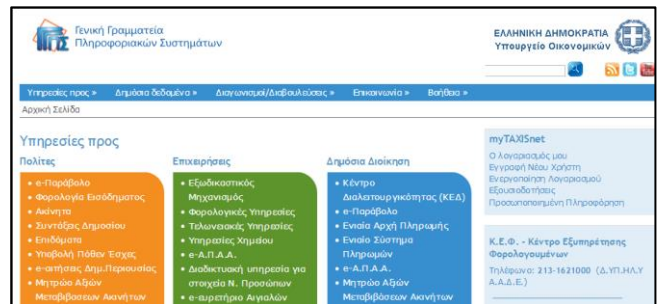 Γενική Γραμματεία
Πληροφοριακών Συστημάτων
ΕΛΛΗΝΙΚΗ ΔΗΜΟΚΡΑΤΙΑ
Υπουργείο Οικονομικών
Υπηρεσίες προς » Δημόσια δεδομένα » Διαγωνισμοί/Διαβουλεύσεις » Επικοινωνία » Βοήθεια »
Αρχική Σελίδα
Υπηρεσίες προς
Πολίτες
• e-Παράβολο
• Φορολογία Εισοδήματος
• Ακίνητα
• Συντάξεις Δημοσίου
• Επιδόματα
• Υποβολή Πόθεν Έσχες
• e-αιτήσεις Δημ.Περιουσίας
• Μητρώο Αξιών
Μεταβιβάσεων Ακινήτων
Επιχειρήσεις
• Εξωδικαστικός
Μηχανισμός
• Φορολογικές Υπηρεσίες
• Τελωνειακές Υπηρεσίες
• Υπηρεσίες Χημείου
• e-Α.Π.Α.Α.
• Διαδικτυακή υπηρεσία για
στοιχεία Ν. Προσώπων
• e-ευρετήριο Αιγιαλών
Δημόσια Διοίκηση
• Κέντρο
Διαλειτουργικότητας (ΚΕΔ)
• e-Παράβολο
• Ενιαία Αρχή Πληρωμής
• Ενιαίο Σύστημα
Πληρωμών
• e-Α.Π.Α.Α.
• Μητρώο Αξιών
Μεταβιβάσεων Ακινήτων
myTAXISnet
Ο λογαριασμός μου
Εγγραφή Νέου Χρήστη
Ενεργοποίηση Λογαριασμού
Εξουσιοδοτήσεις
Προσωποποιημένη Πληροφόρηση
Κ.Ε.Φ. - Κέντρο Εξυπηρέτησης
Φορολογουμένων
Τηλέφωνο: 213-1621000 (Δ.ΥΠ.ΗΛ.Υ
Α.Α.Δ.Ε.)